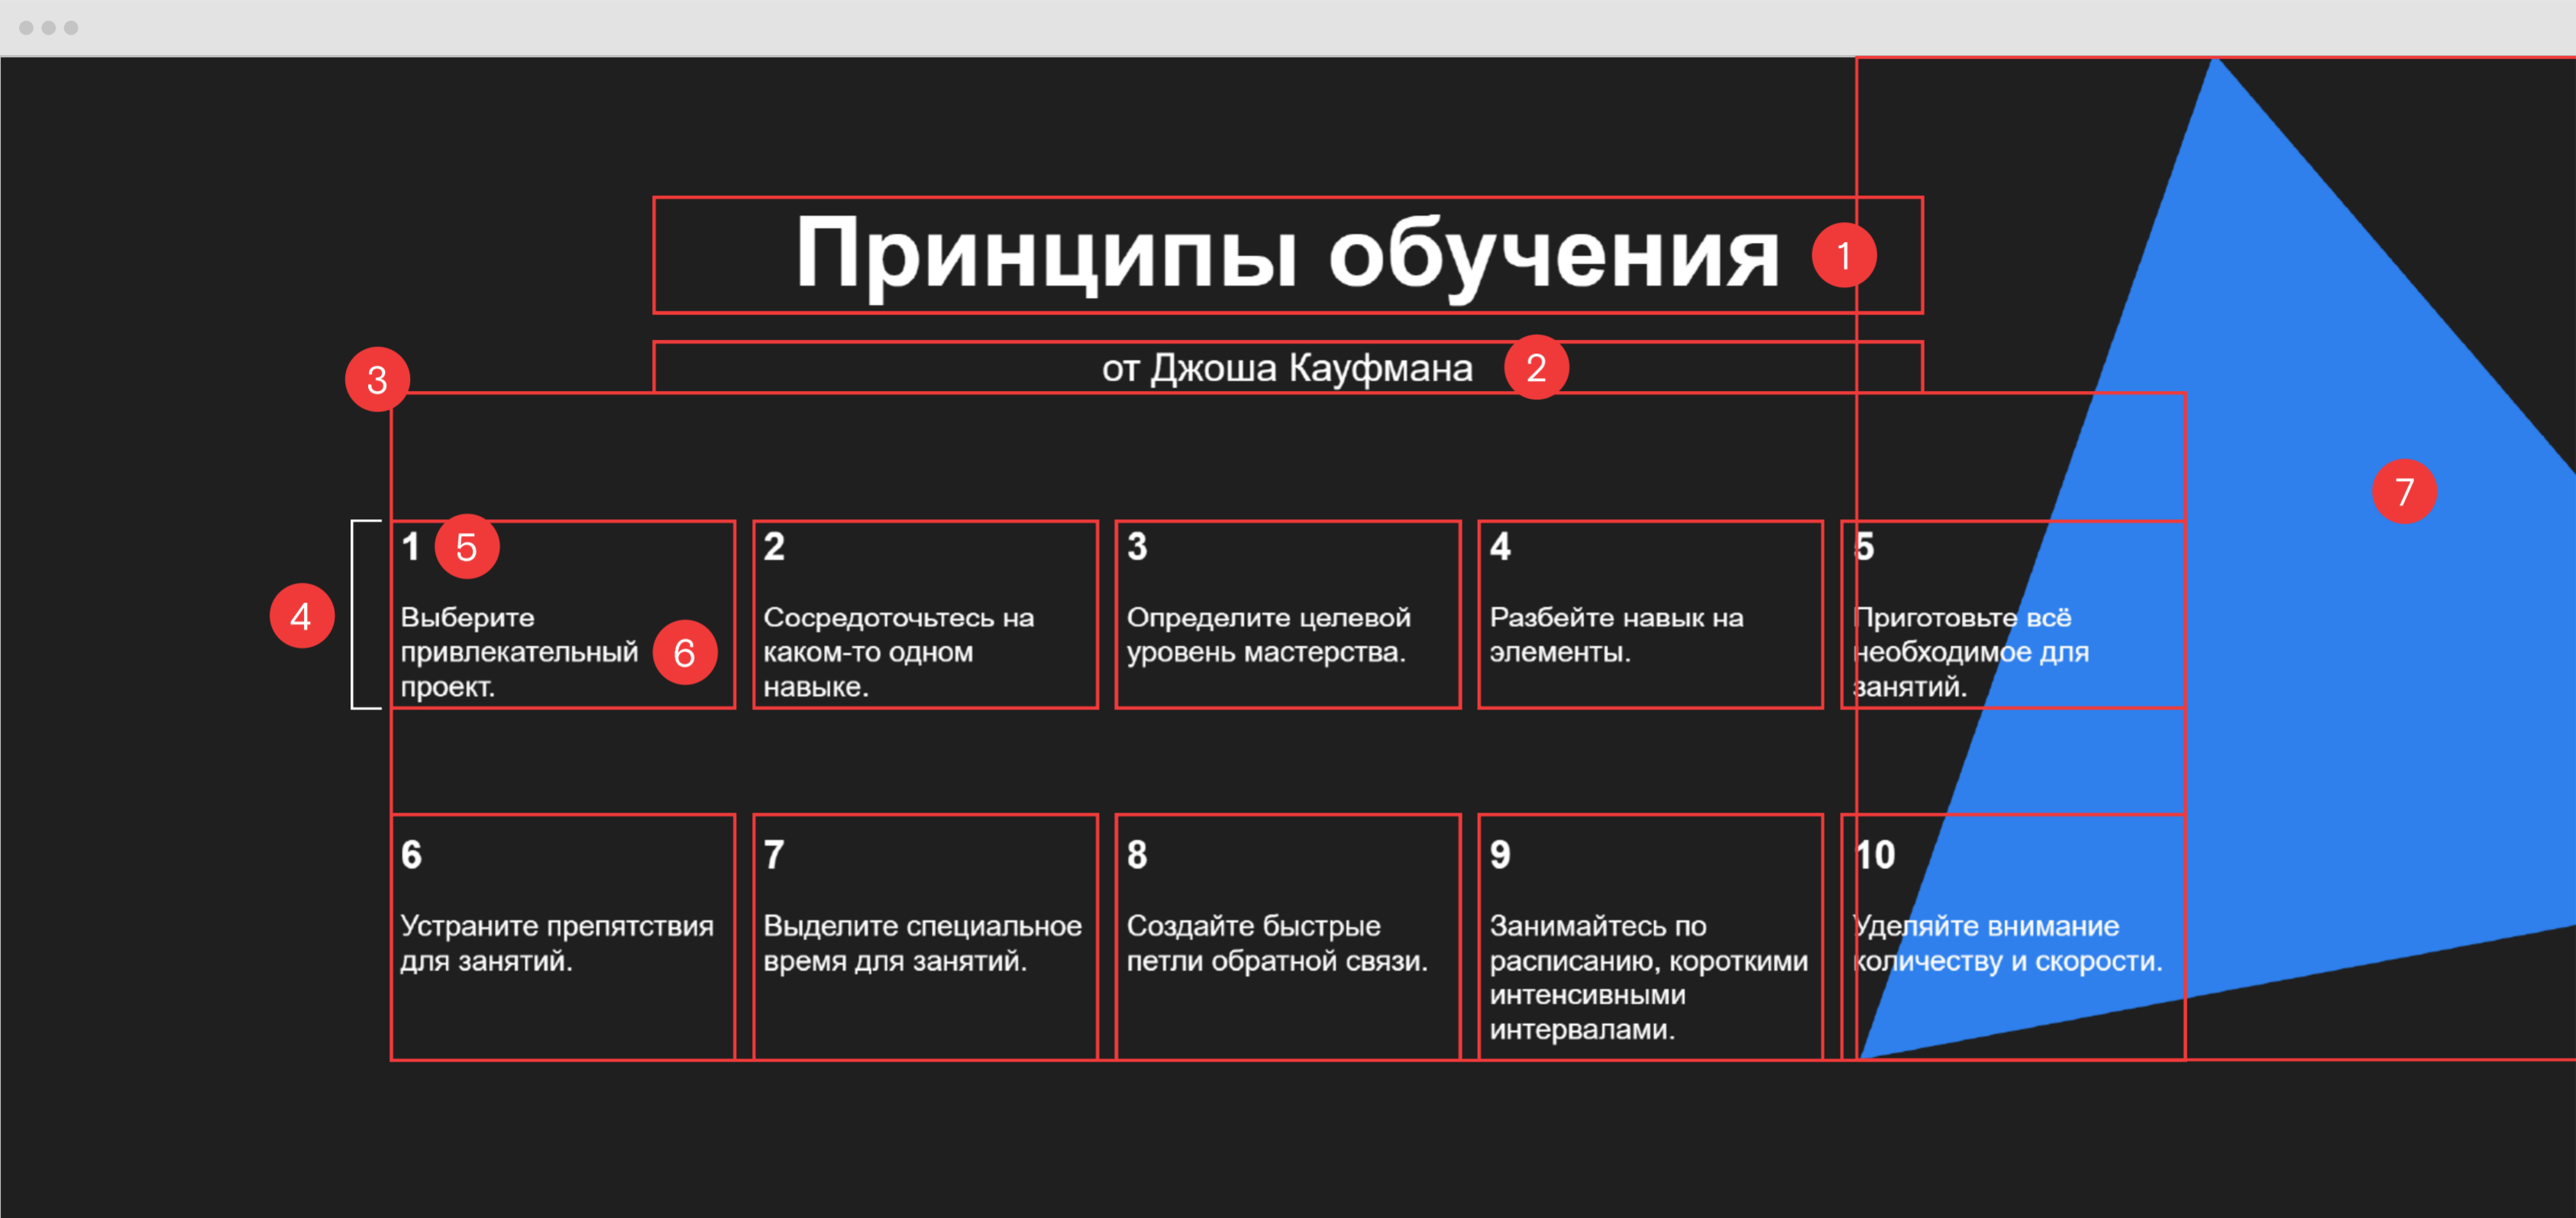 Принципы обучения
1
от Джоша Кауфмана
2
3
4
1
5
Выберите
привлекательный
проект.
6
2
Сосредоточьтесь на
каком-то одном
навыке.
3
Определите целевой
уровень мастерства.
4
Разбейте навык на
элементы.
5
Приготовьте всё
необходимое для
занятий.
7
6
Устраните препятствия
для занятий.
7
Выделите специальное
время для занятий.
8
Создайте быстрые
петли обратной связи.
9
Занимайтесь по
расписанию, короткими
интенсивными
интервалами.
10
Уделяйте внимание
количеству и скорости.